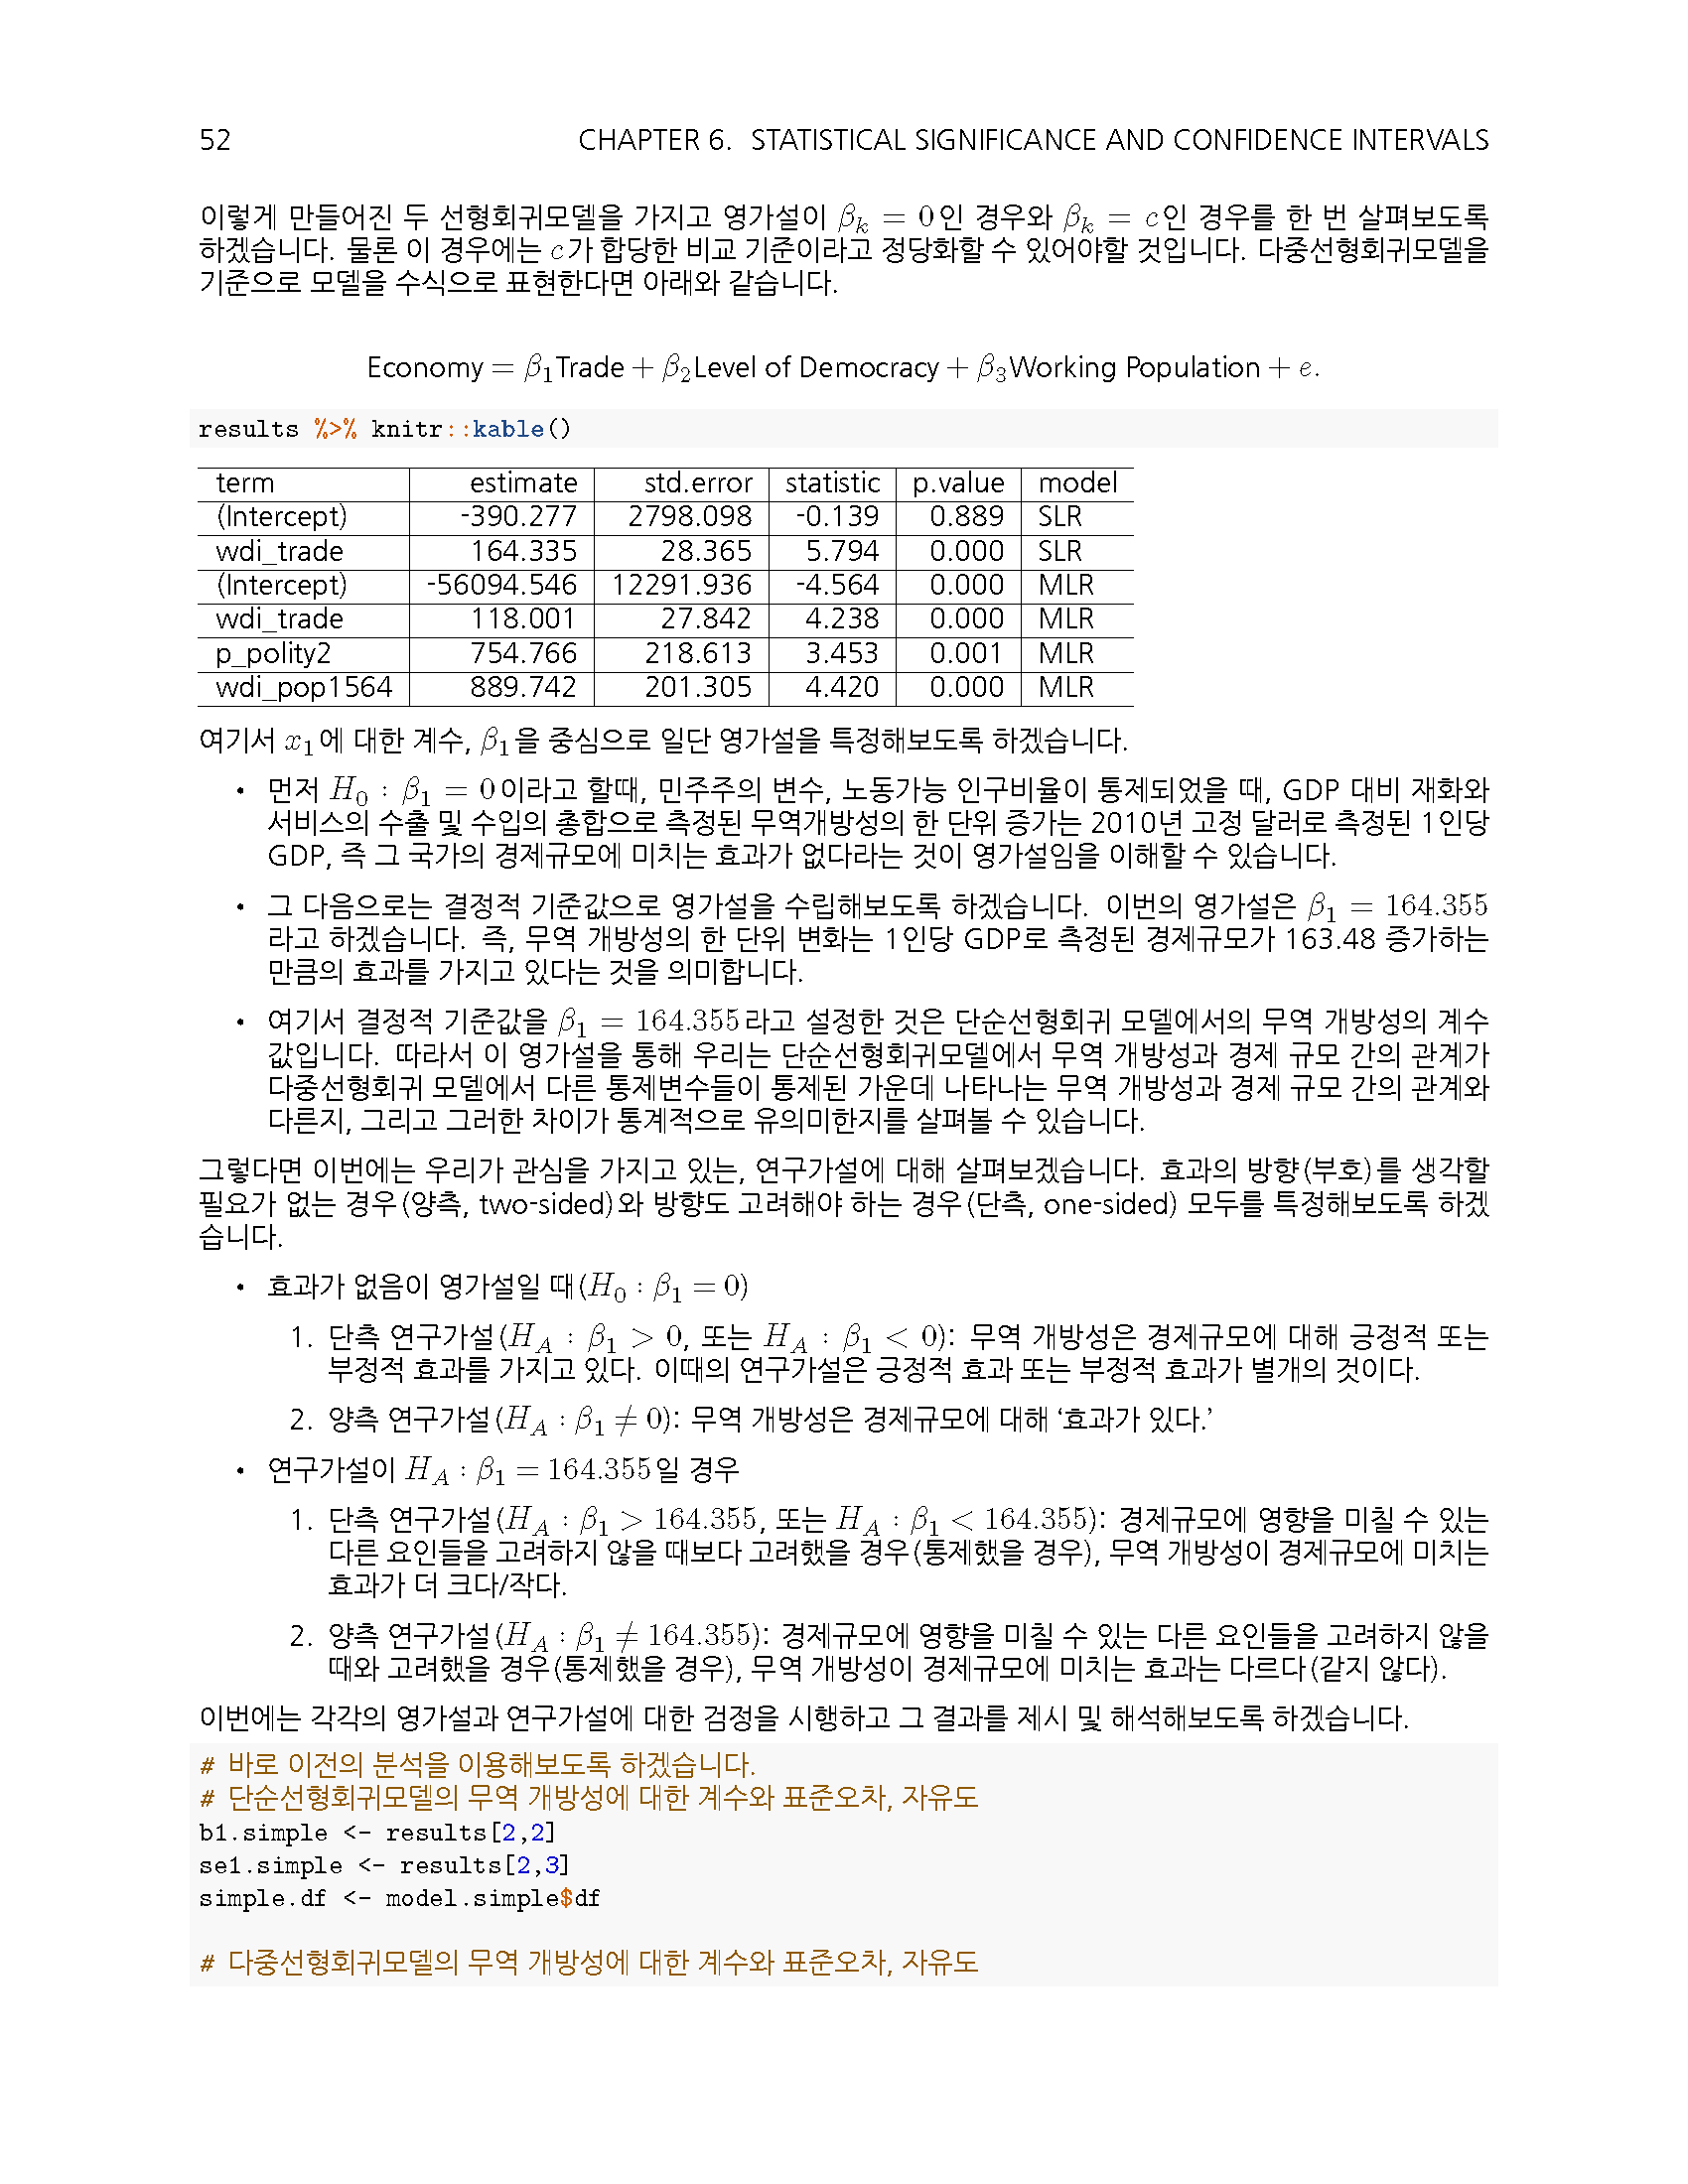 52 CHAPTER 6. STATISTICAL SIGNIFICANCE AND CONFIDENCE INTERVALS
이렇게 만들어진 두 선형회귀모델을 가지고 영가설이 β_k = 0인 경우와 β_k = c인 경우를 한 번 살펴보도록
하겠습니다. 물론 이 경우에는 c가 합당한 비교 기준이라고 정당화할 수 있어야할 것입니다. 다중선형회귀모델을
기준으로 모델을 수식으로 표현한다면 아래와 같습니다.
Economy = β₁Trade + β₂Level of Democracy + β₃Working Population + e.
results %>% knitr::kable()
term estimate std.error statistic p.value model
(Intercept) -390.277 2798.098 -0.139 0.889 SLR
wdi_trade 164.335 28.365 5.794 0.000 SLR
(Intercept) -56094.546 12291.936 -4.564 0.000 MLR
wdi_trade 118.001 27.842 4.238 0.000 MLR
p_polity2 754.766 218.613 3.453 0.001 MLR
wdi_pop1564 889.742 201.305 4.420 0.000 MLR
여기서 x₁에 대한 계수, β₁을 중심으로 일단 영가설을 특정해보도록 하겠습니다.
• 먼저 H₀ : β₁ = 0이라고 할때, 민주주의 변수, 노동가능 인구비율이 통제되었을 때, GDP 대비 재화와
서비스의 수출 및 수입의 총합으로 측정된 무역개방성의 한 단위 증가는 2010년 고정 달러로 측정된 1인당
GDP, 즉 그 국가의 경제규모에 미치는 효과가 없다라는 것이 영가설임을 이해할 수 있습니다.
• 그 다음으로는 결정적 기준값으로 영가설을 수립해보도록 하겠습니다. 이번의 영가설은 β₁ = 164.355
라고 하겠습니다. 즉, 무역 개방성의 한 단위 변화는 1인당 GDP로 측정된 경제규모가 163.48 증가하는
만큼의 효과를 가지고 있다는 것을 의미합니다.
• 여기서 결정적 기준값을 β₁ = 164.355라고 설정한 것은 단순선형회귀 모델에서의 무역 개방성의 계수
값입니다. 따라서 이 영가설을 통해 우리는 단순선형회귀모델에서 무역 개방성과 경제 규모 간의 관계가
다중선형회귀 모델에서 다른 통제변수들이 통제된 가운데 나타나는 무역 개방성과 경제 규모 간의 관계와
다른지, 그리고 그러한 차이가 통계적으로 유의미한지를 살펴볼 수 있습니다.
그렇다면 이번에는 우리가 관심을 가지고 있는, 연구가설에 대해 살펴보겠습니다. 효과의 방향(부호)를 생각할
필요가 없는 경우(양측, two-sided)와 방향도 고려해야 하는 경우(단측, one-sided) 모두를 특정해보도록 하겠
습니다.
• 효과가 없음이 영가설일 때(H₀ : β₁ = 0)
1. 단측 연구가설(H_A : β₁ > 0, 또는 H_A : β₁ < 0): 무역 개방성은 경제규모에 대해 긍정적 또는
부정적 효과를 가지고 있다. 이때의 연구가설은 긍정적 효과 또는 부정적 효과가 별개의 것이다.
2. 양측 연구가설(H_A : β₁ ≠ 0): 무역 개방성은 경제규모에 대해 ‘효과가 있다.’
• 연구가설이 H_A : β₁ = 164.355일 경우
1. 단측 연구가설(H_A : β₁ > 164.355, 또는 H_A : β₁ < 164.355): 경제규모에 영향을 미칠 수 있는
다른 요인들을 고려하지 않을 때보다 고려했을 경우(통제했을 경우), 무역 개방성이 경제규모에 미치는
효과가 더 크다/작다.
2. 양측 연구가설(H_A : β₁ ≠ 164.355): 경제규모에 영향을 미칠 수 있는 다른 요인들을 고려하지 않을
때와 고려했을 경우(통제했을 경우), 무역 개방성이 경제규모에 미치는 효과는 다르다(같지 않다).
이번에는 각각의 영가설과 연구가설에 대한 검정을 시행하고 그 결과를 제시 및 해석해보도록 하겠습니다.
# 바로 이전의 분석을 이용해보도록 하겠습니다.
# 단순선형회귀모델의 무역 개방성에 대한 계수와 표준오차, 자유도
b1.simple <- results[2,2]
se1.simple <- results[2,3]
simple.df <- model.simple$df
# 다중선형회귀모델의 무역 개방성에 대한 계수와 표준오차, 자유도